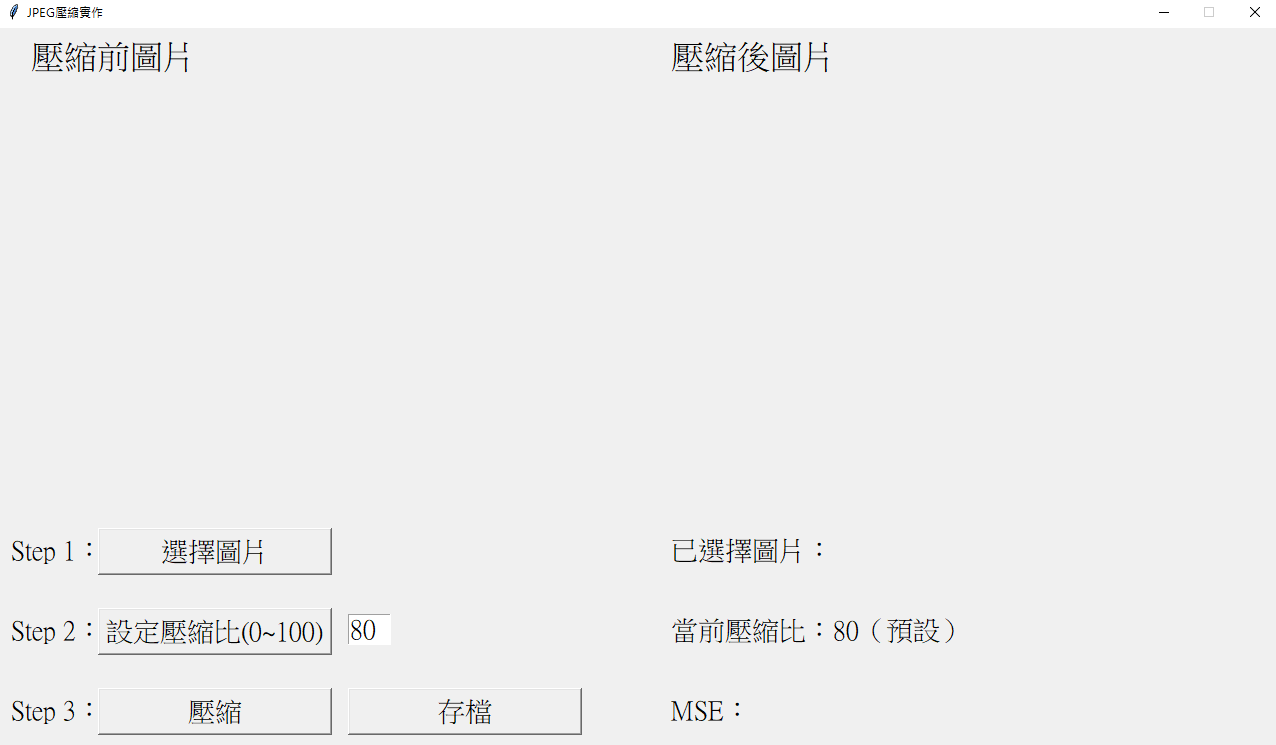 JPEG壓縮實作
壓縮前圖片
壓縮後圖片
Step 1：
選擇圖片
已選擇圖片：
Step 2：
設定壓縮比(0~100)
80
當前壓縮比：80（預設）
Step 3：
壓縮
存檔
MSE：